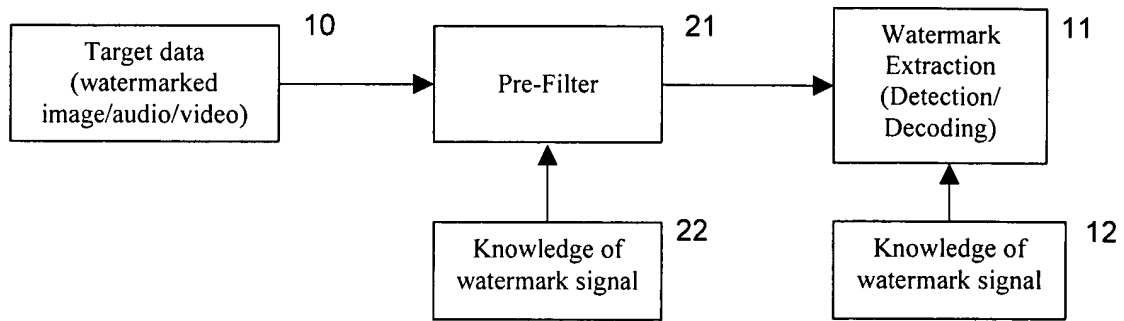 10
Target data
(watermarked
image/audio/video)
21
Pre-Filter
11
Watermark
Extraction
(Detection/
Decoding)
22
Knowledge of
watermark signal
12
Knowledge of
watermark signal